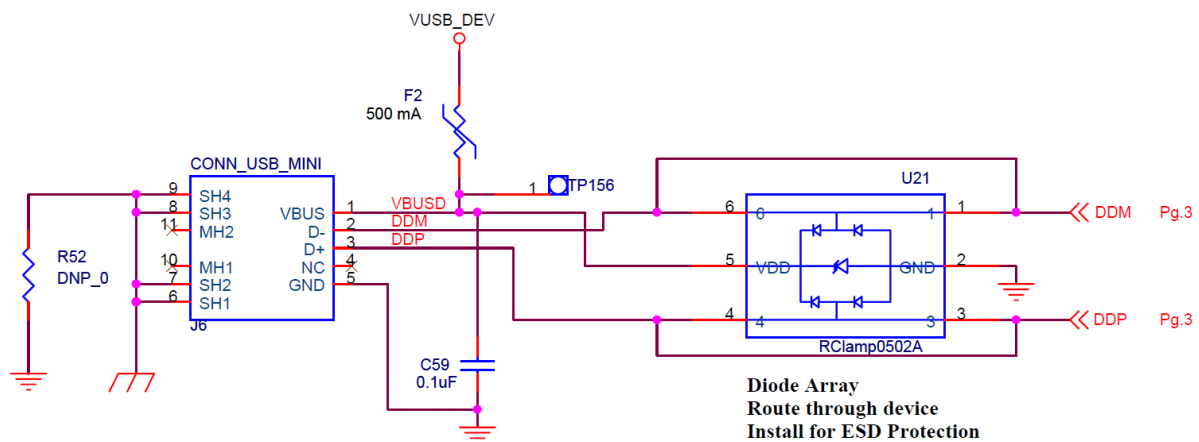 VUSB_DEV
F2
500 mA
CONN_USB_MINI
1
TP156
U21
9
SH4
8
SH3
11
MH2
10
MH1
7
SH2
6
SH1
VBUS
1
VBUSD
D-
2
DDM
D+
3
DDP
NC
4
GND
5
J6
R52
DNP_0
C59
0.1uF
6
6
1
1
DDM
Pg.3
5
VDD
GND
2
4
4
3
3
DDP
Pg.3
RClamp0502A
Diode Array
Route through device
Install for ESD Protection